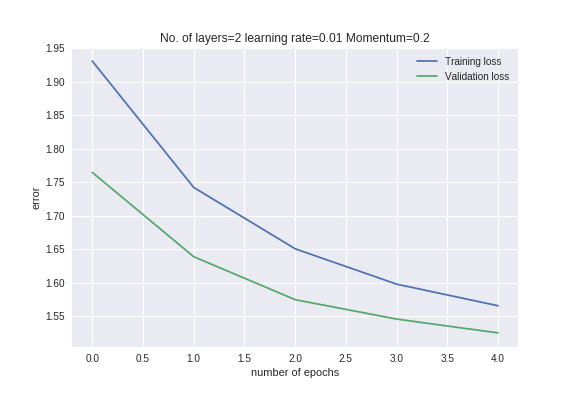 No. of layers=2 learning rate=0.01 Momentum=0.2
1.95
1.90
1.85
1.80
1.75
1.70
1.65
1.60
1.55
error
Training loss
Validation loss
0.0 0.5 1.0 1.5 2.0 2.5 3.0 3.5 4.0
number of epochs